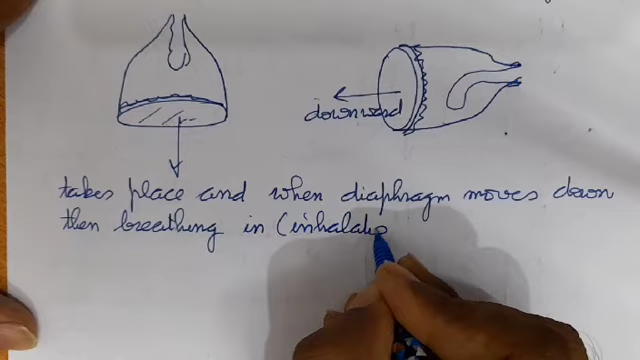 downward
takes place and when diaphragm moves down
then breathing in (inhalatio